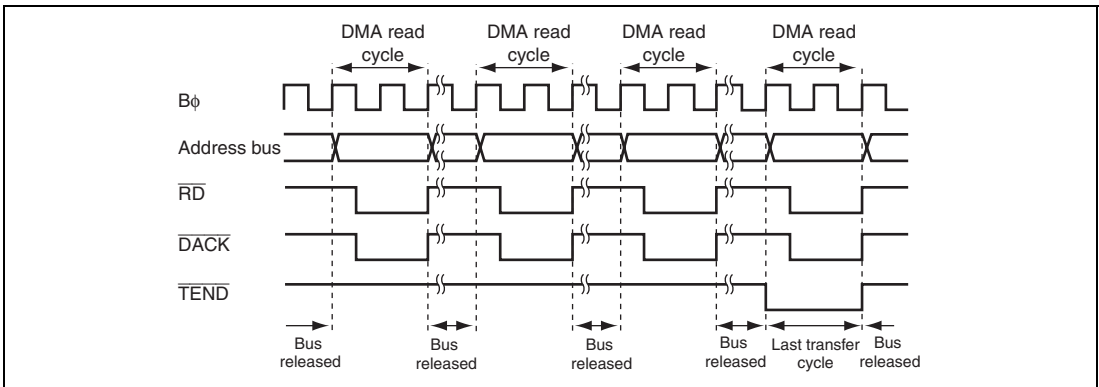 DMA read
cycle
DMA read
cycle
DMA read
cycle
DMA read
cycle
Bϕ
Address bus
RD
DACK
TEND
Bus
released
Bus
released
Bus
released
Bus
released
Last transfer
cycle
Bus
released